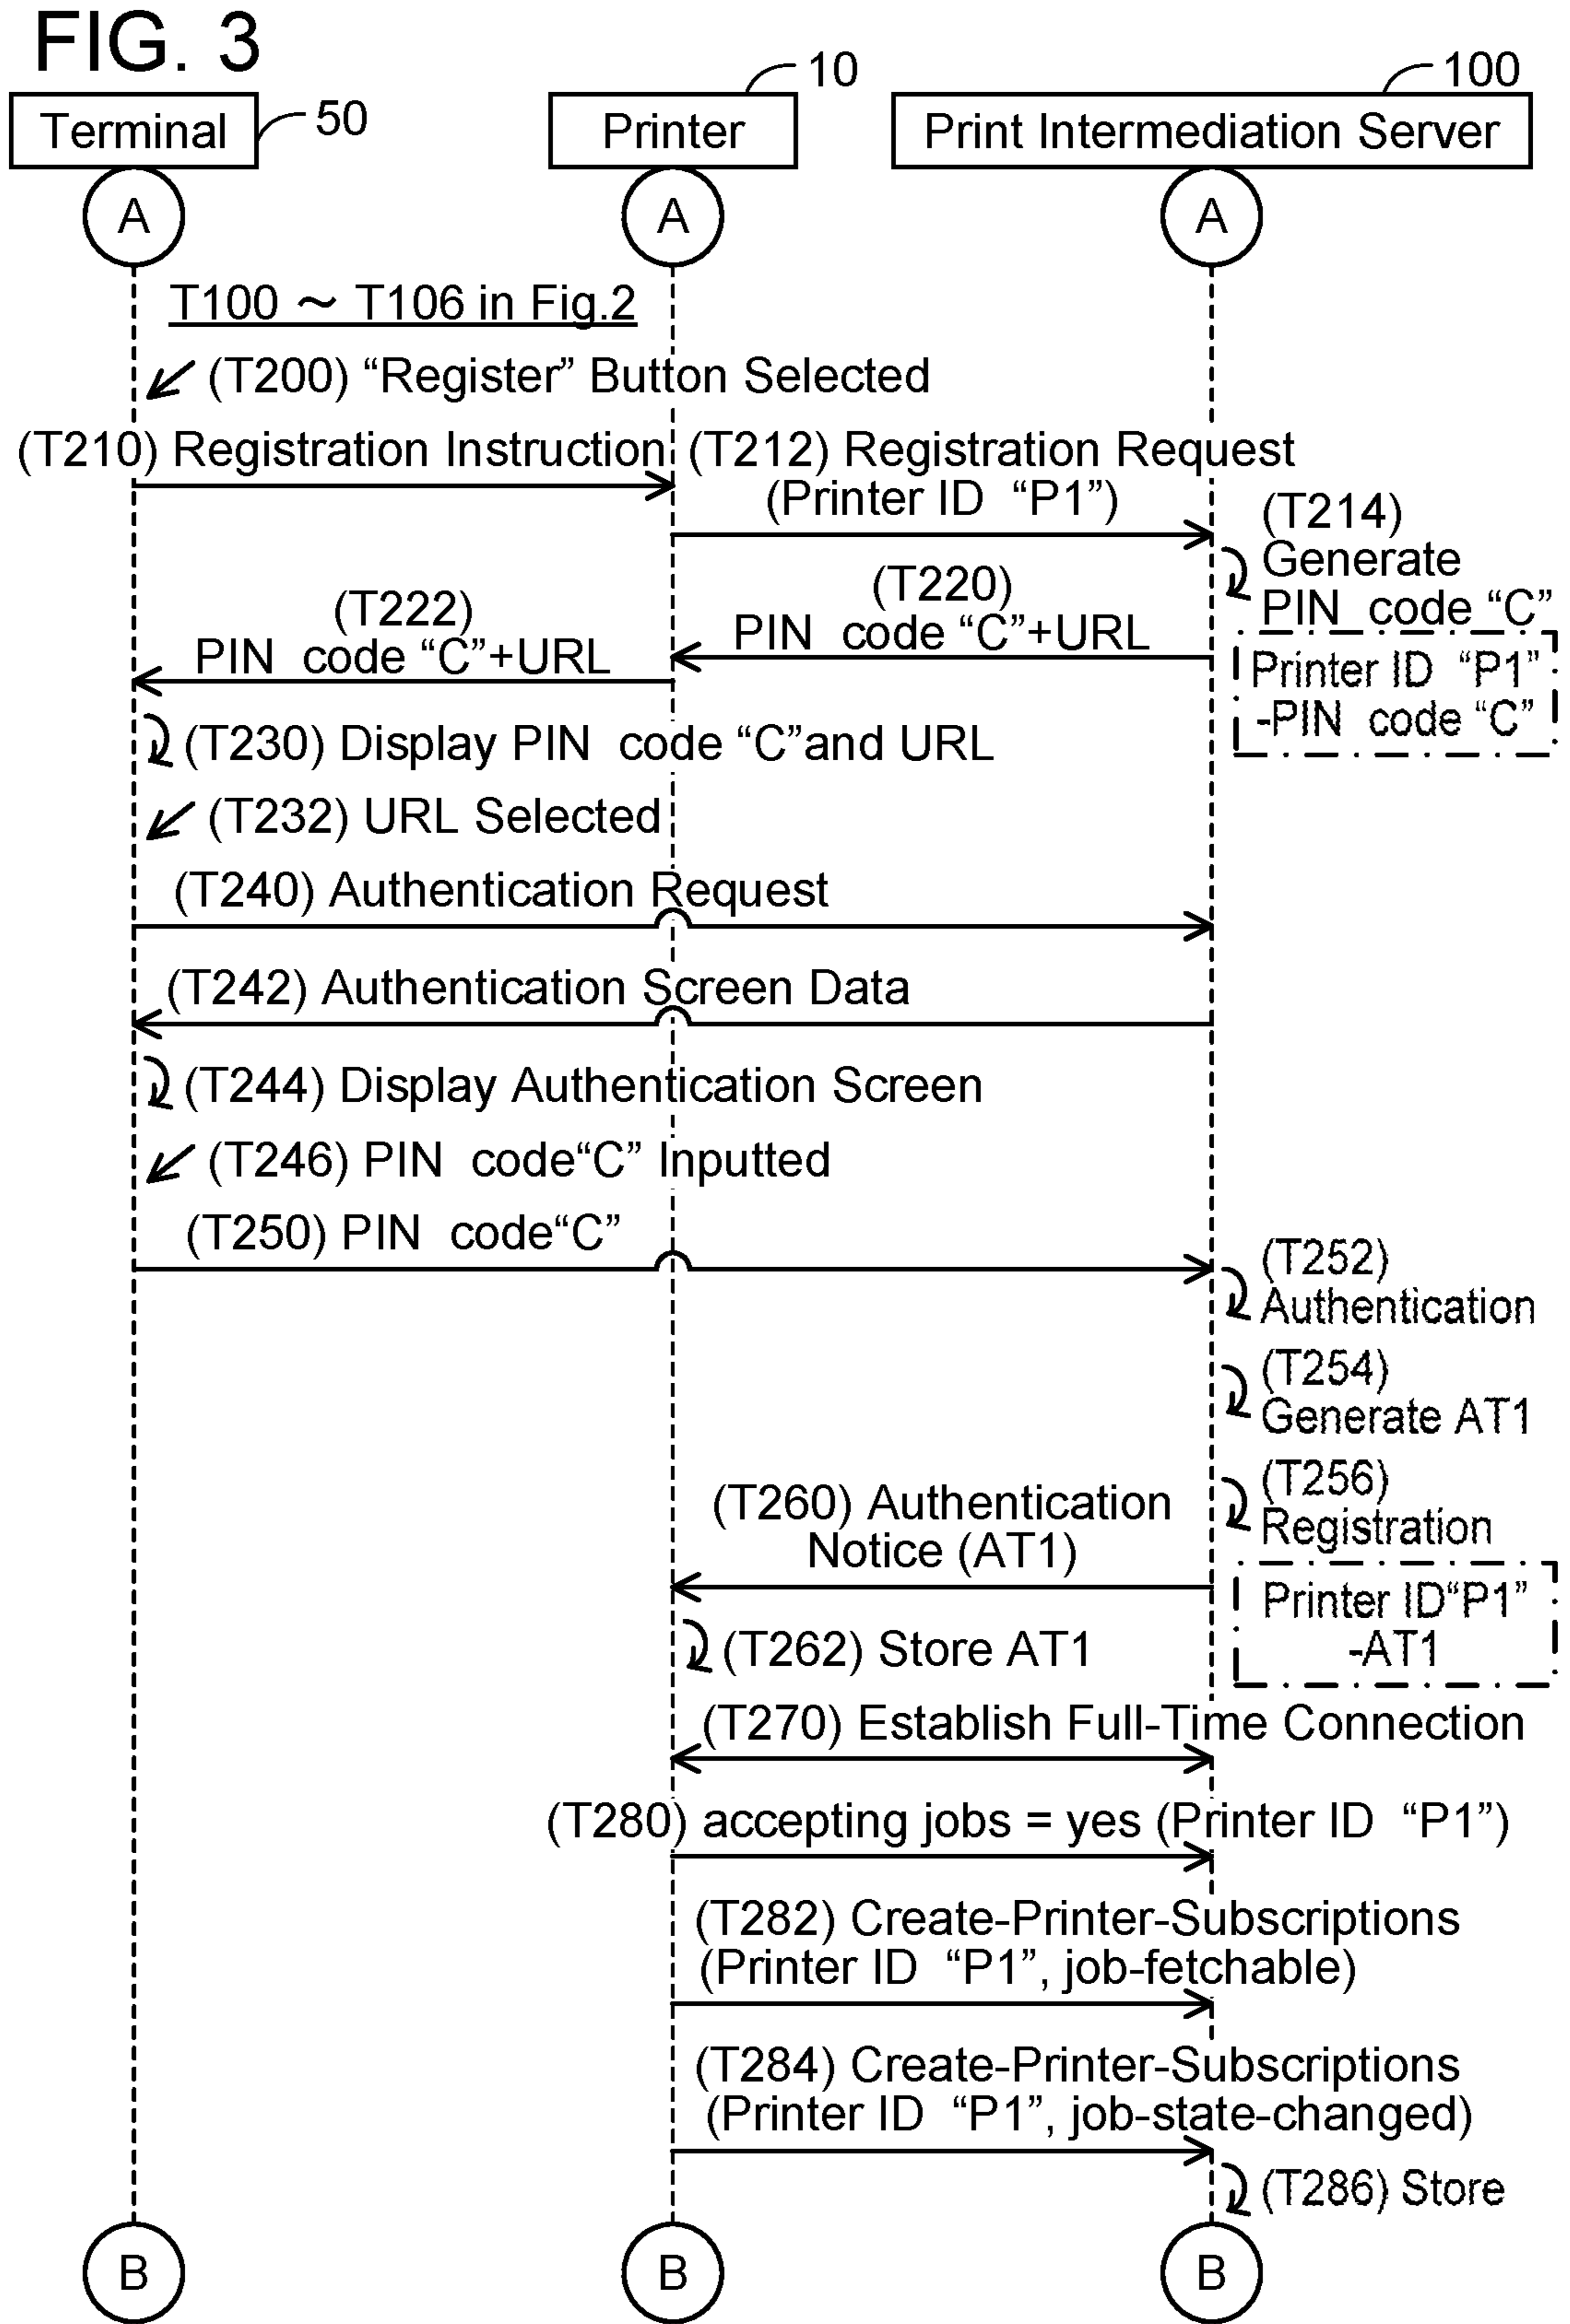 FIG. 3
10
100
Terminal
50
Printer
Print Intermediation Server
A
A
A
T100 ～ T106 in Fig.2
(T200) “Register” Button Selected
(T210) Registration Instruction
(T212) Registration Request
(Printer ID “P1”)
(T214)
Generate
PIN code “C”
(T220)
PIN code “C”+URL
(T222)
PIN code “C”+URL
Printer ID “P1”
-PIN code “C”
(T230) Display PIN code “C”and URL
(T232) URL Selected
(T240) Authentication Request
(T242) Authentication Screen Data
(T244) Display Authentication Screen
(T246) PIN code“C” Inputted
(T250) PIN code“C”
(T252)
Authentication
(T254)
Generate AT1
(T256)
Registration
(T260) Authentication
Notice (AT1)
Printer ID“P1”
-AT1
(T262) Store AT1
(T270) Establish Full-Time Connection
(T280) accepting jobs = yes (Printer ID “P1”)
(T282) Create-Printer-Subscriptions
(Printer ID “P1”, job-fetchable)
(T284) Create-Printer-Subscriptions
(Printer ID “P1”, job-state-changed)
(T286) Store
B
B
B